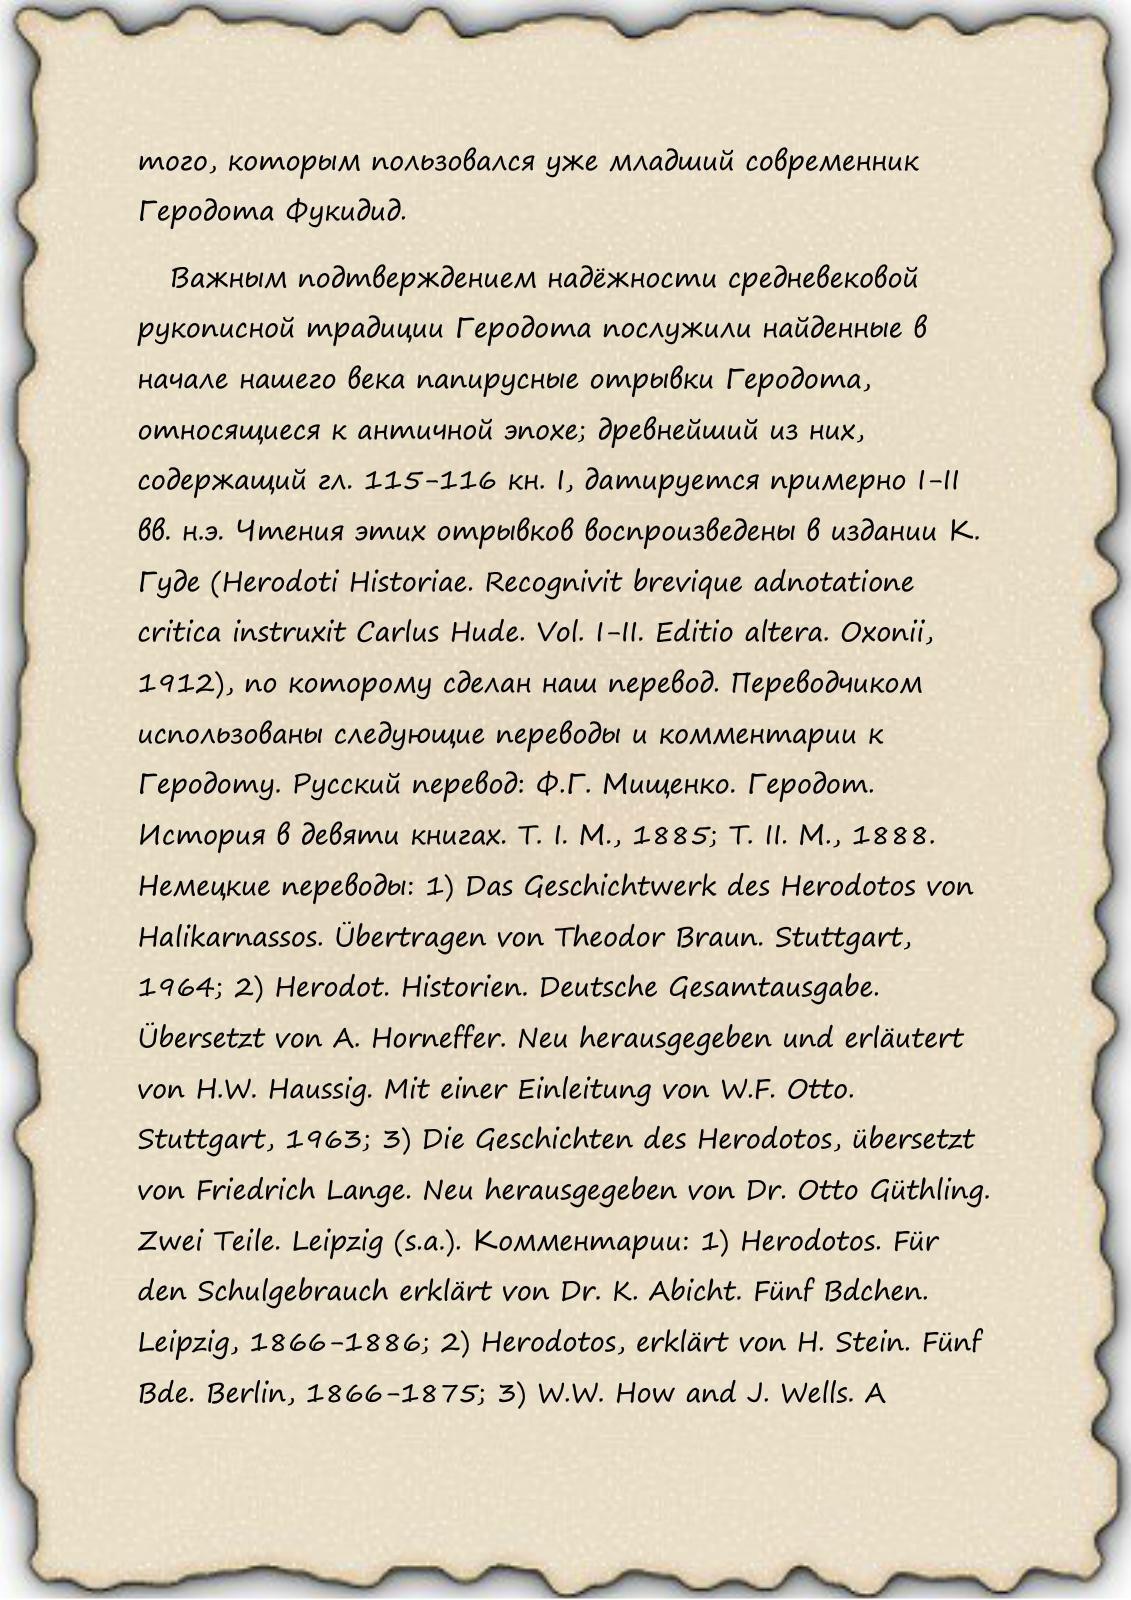 того, которым пользовался уже младший современник
Геродота Фукидид.
Важным подтверждением надёжности средневековой
рукописной традиции Геродота послужили найденные в
начале нашего века папирусные отрывки Геродота,
относящиеся к античной эпохе; древнейший из них,
содержащий гл. 115-116 кн. I, датируется примерно I-II
вв. н.э. Чтения этих отрывков воспроизведены в издании К.
Гуде (Herodoti Historiae. Recognivit brevique adnotatione
critica instruxit Carlus Hude. Vol. I-II. Editio altera. Oxonii,
1912), по которому сделан наш перевод. Переводчиком
использованы следующие переводы и комментарии к
Геродоту. Русский перевод: Ф.Г. Мищенко. Геродот.
История в девяти книгах. Т. I. М., 1885; Т. II. М., 1888.
Немецкие переводы: 1) Das Geschichtwerk des Herodotos von
Halikarnassos. Übertragen von Theodor Braun. Stuttgart,
1964; 2) Herodot. Historien. Deutsche Gesamtausgabe.
Übersetzt von A. Horneffer. Neu herausgegeben und erläutert
von H.W. Haussig. Mit einer Einleitung von W.F. Otto.
Stuttgart, 1963; 3) Die Geschichten des Herodotos, übersetzt
von Friedrich Lange. Neu herausgegeben von Dr. Otto Güthling.
Zwei Teile. Leipzig (s.a.). Комментарии: 1) Herodotos. Für
den Schulgebrauch erklärt von Dr. K. Abicht. Fünf Bdchen.
Leipzig, 1866-1886; 2) Herodotos, erklärt von H. Stein. Fünf
Bde. Berlin, 1866-1875; 3) W.W. How and J. Wells. A